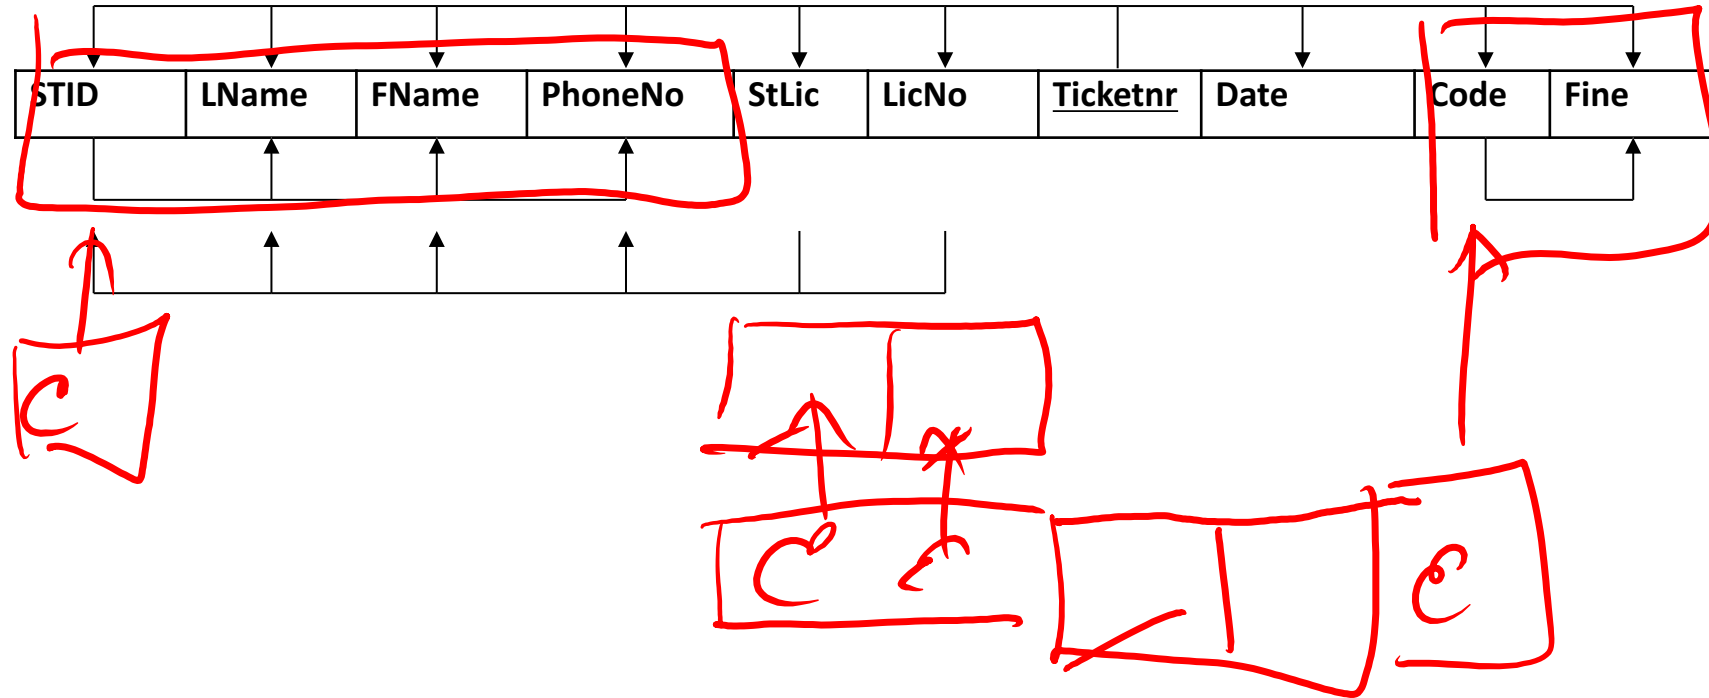 STID LName FName PhoneNo StLic LicNo Ticketnr Date Code Fine
C
C C C